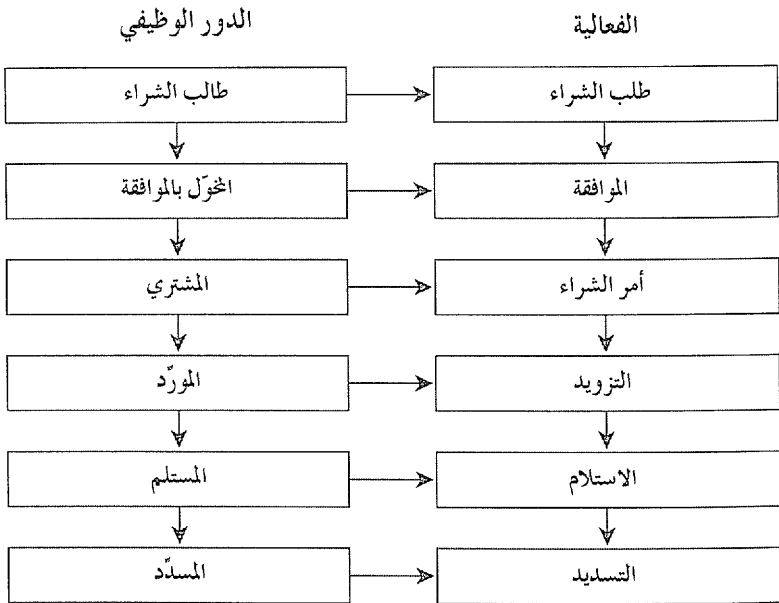 الفعالية
الدور الوظيفي
طلب الشراء
طالب الشراء
الموافقة
المخوّل بالموافقة
أمر الشراء
المشتري
التزويد
المورّد
الاستلام
المستلم
التسديد
المسدّد